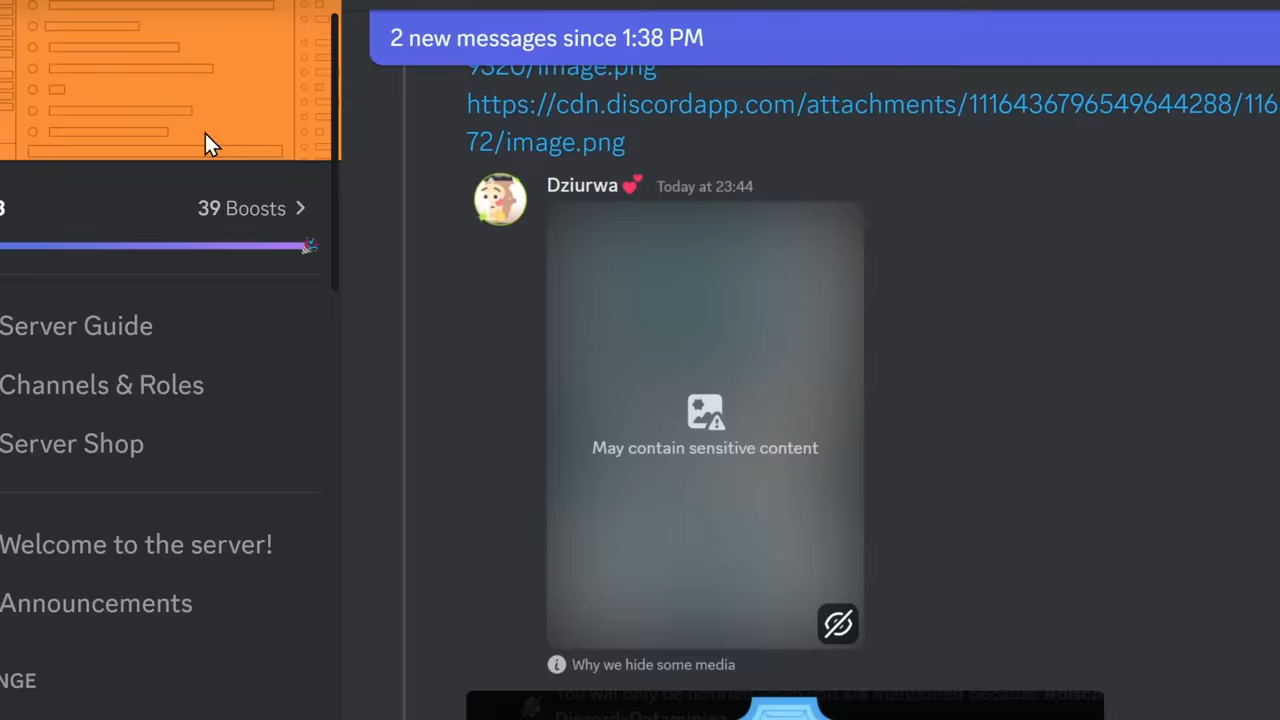 2 new messages since 1:38 PM
9320/image.png
https://cdn.discordapp.com/attachments/11116436796549644288/116
72/image.png
Dziurwa💕 Today at 23:44
39 Boosts
May contain sensitive content
Server Guide
Channels & Roles
Server Shop
Welcome to the server!
Announcements
Why we hide some media
NGE